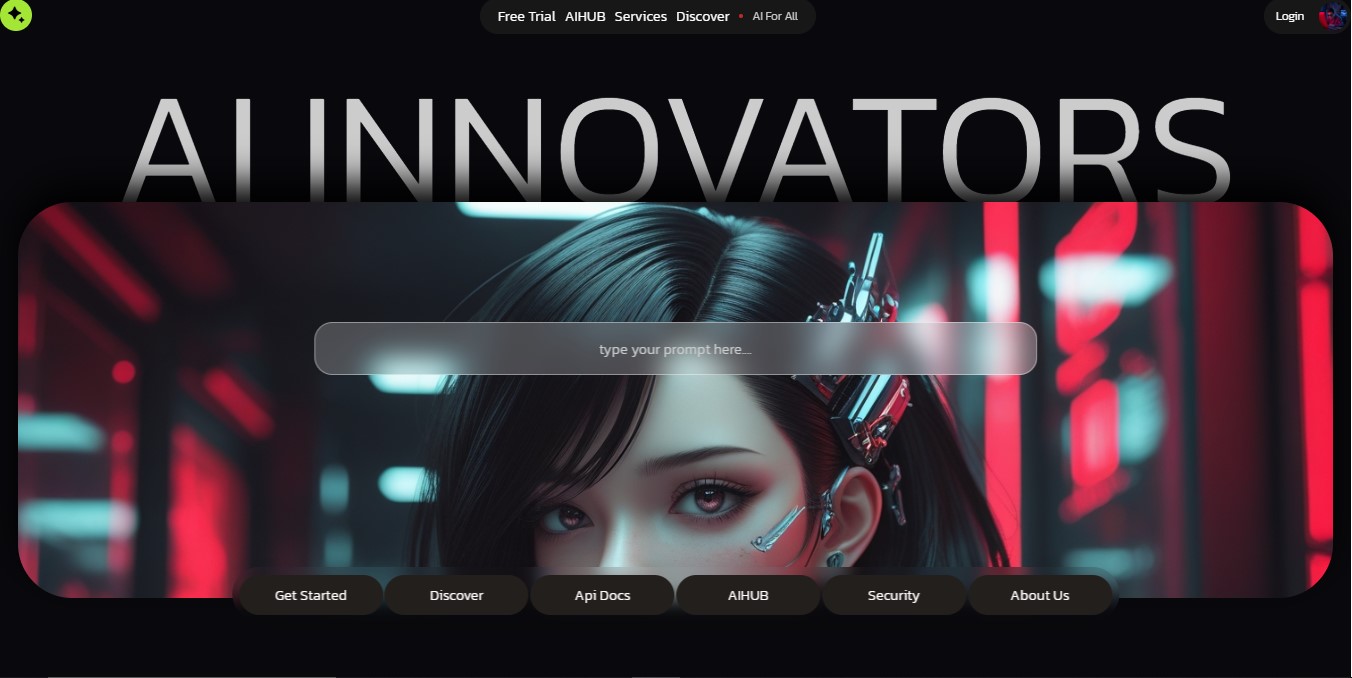 Free Trial AIHUB Services Discover • AI For All
Login
AI INNOVATORS
type your prompt here...
Get Started Discover Api Docs AIHUB Security About Us